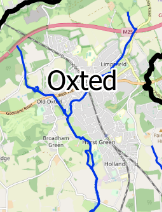 M25
Limpsfield
Oxted
Old Oxted
Broadham
Green
Hurst Green
Holland